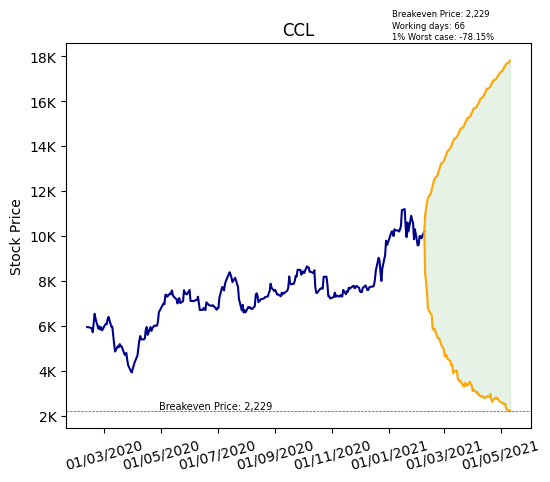 Breakeven Price: 2,229
Working days: 66
1% Worst case: -78.15%
CCL
18K
16K
14K
12K
10K
8K
6K
4K
2K
Stock Price
Breakeven Price: 2,229
01/03/2020
01/05/2020
01/07/2020
01/09/2020
01/11/2020
01/01/2021
01/03/2021
01/05/2021